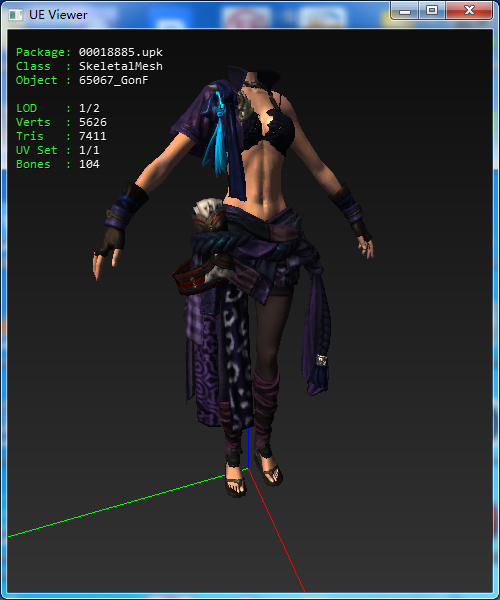 UE Viewer
Package: 00018885.upk
Class : SkeletalMesh
Object : 65067_GonF
LOD : 1/2
Verts : 5626
Tris : 7411
UV Set : 1/1
Bones : 104